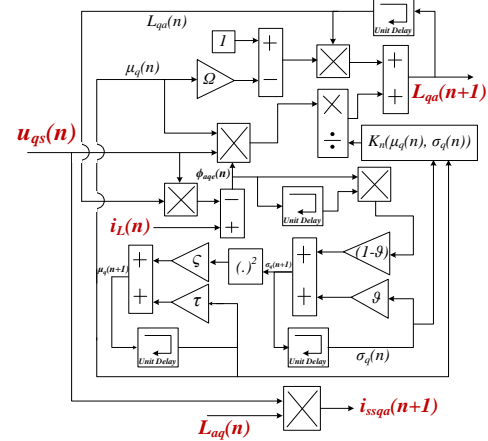 L_qa(n)
Unit Delay
1
+
−
×
+
+
L_qa(n+1)
μ_q(n)
Ω
×
÷
K_n(μ_q(n), σ_q(n))
u_qs(n)
×
ϕ_aqe(n)
×
−
+
×
i_L(n)
Unit Delay
μ_q(n+1)
+
+
ς
(.)²
σ_q(n+1)
+
+
(1-ϑ)
τ
ϑ
Unit Delay
Unit Delay
σ_q(n)
L_aq(n)
×
i_ssqa(n+1)